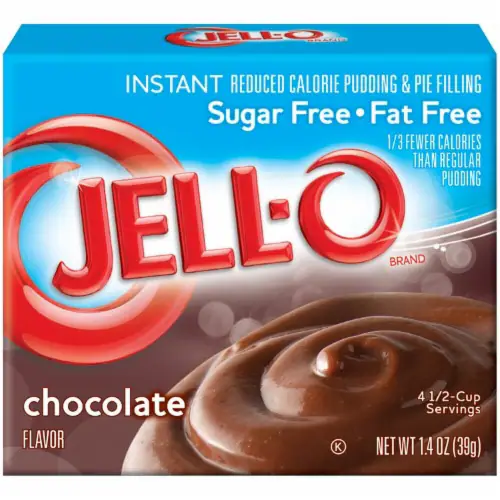 JELL-O
INSTANT REDUCED CALORIE PUDDING & PIE FILLING
Sugar Free • Fat Free
1/3 FEWER CALORIES
THAN REGULAR
PUDDING
JELL-O
BRAND
chocolate
FLAVOR
4 1/2-Cup
Servings
K
NET WT 1.4 OZ (39g)